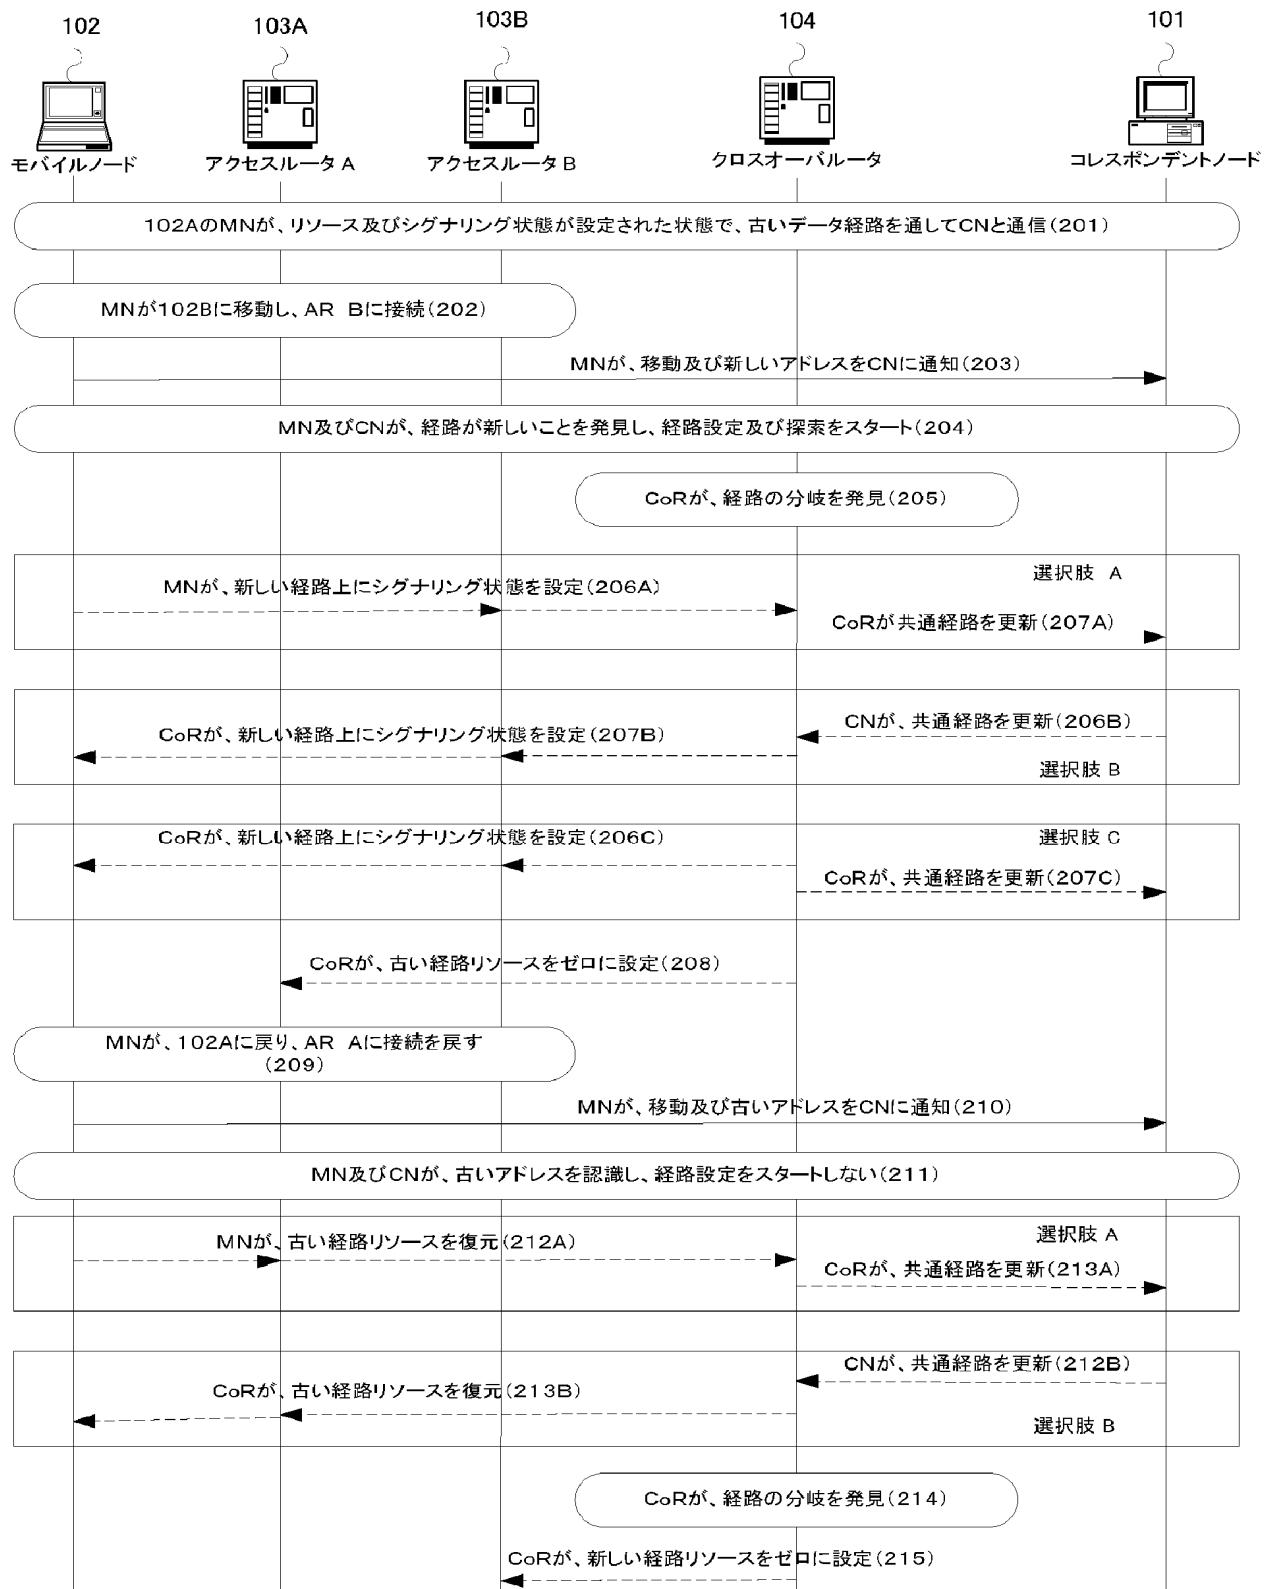 102
103A
103B
104
101
モバイルノード
アクセスルータ A
アクセスルータ B
クロスオーバルータ
コレスポンデントノード
102AのMNが、リソース及びシグナリング状態が設定された状態で、古いデータ経路を通してCNと通信(201)
MNが102Bに移動し、AR Bに接続(202)
MNが、移動及び新しいアドレスをCNに通知(203)
MN及びCNが、経路が新しいことを発見し、経路設定及び探索をスタート(204)
CoRが、経路の分岐を発見(205)
選択肢 A
MNが、新しい経路上にシグナリング状態を設定(206A)
CoRが共通経路を更新(207A)
CNが、共通経路を更新(206B)
CoRが、新しい経路上にシグナリング状態を設定(207B)
選択肢 B
CoRが、新しい経路上にシグナリング状態を設定(206C)
選択肢 C
CoRが、共通経路を更新(207C)
CoRが、古い経路リソースをゼロに設定(208)
MNが、102Aに戻り、AR Aに接続を戻す
(209)
MNが、移動及び古いアドレスをCNに通知(210)
MN及びCNが、古いアドレスを認識し、経路設定をスタートしない(211)
選択肢 A
MNが、古い経路リソースを復元(212A)
CoRが、共通経路を更新(213A)
CNが、共通経路を更新(212B)
CoRが、古い経路リソースを復元(213B)
選択肢 B
CoRが、経路の分岐を発見(214)
CoRが、新しい経路リソースをゼロに設定(215)